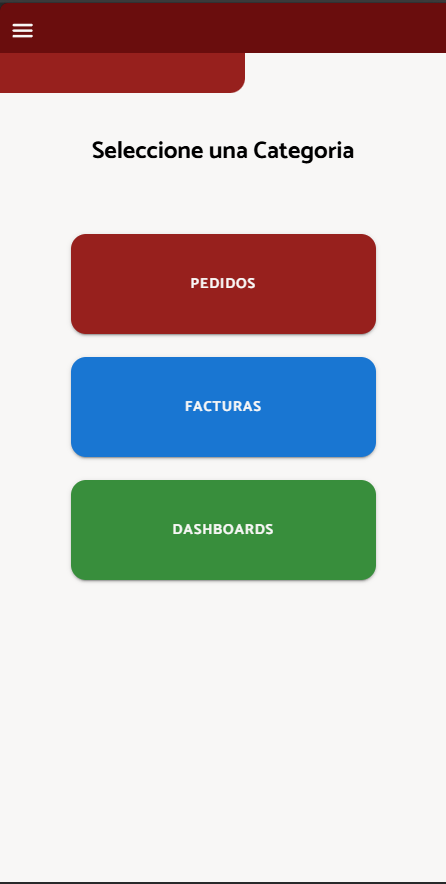 Seleccione una Categoria
PEDIDOS
FACTURAS
DASHBOARDS